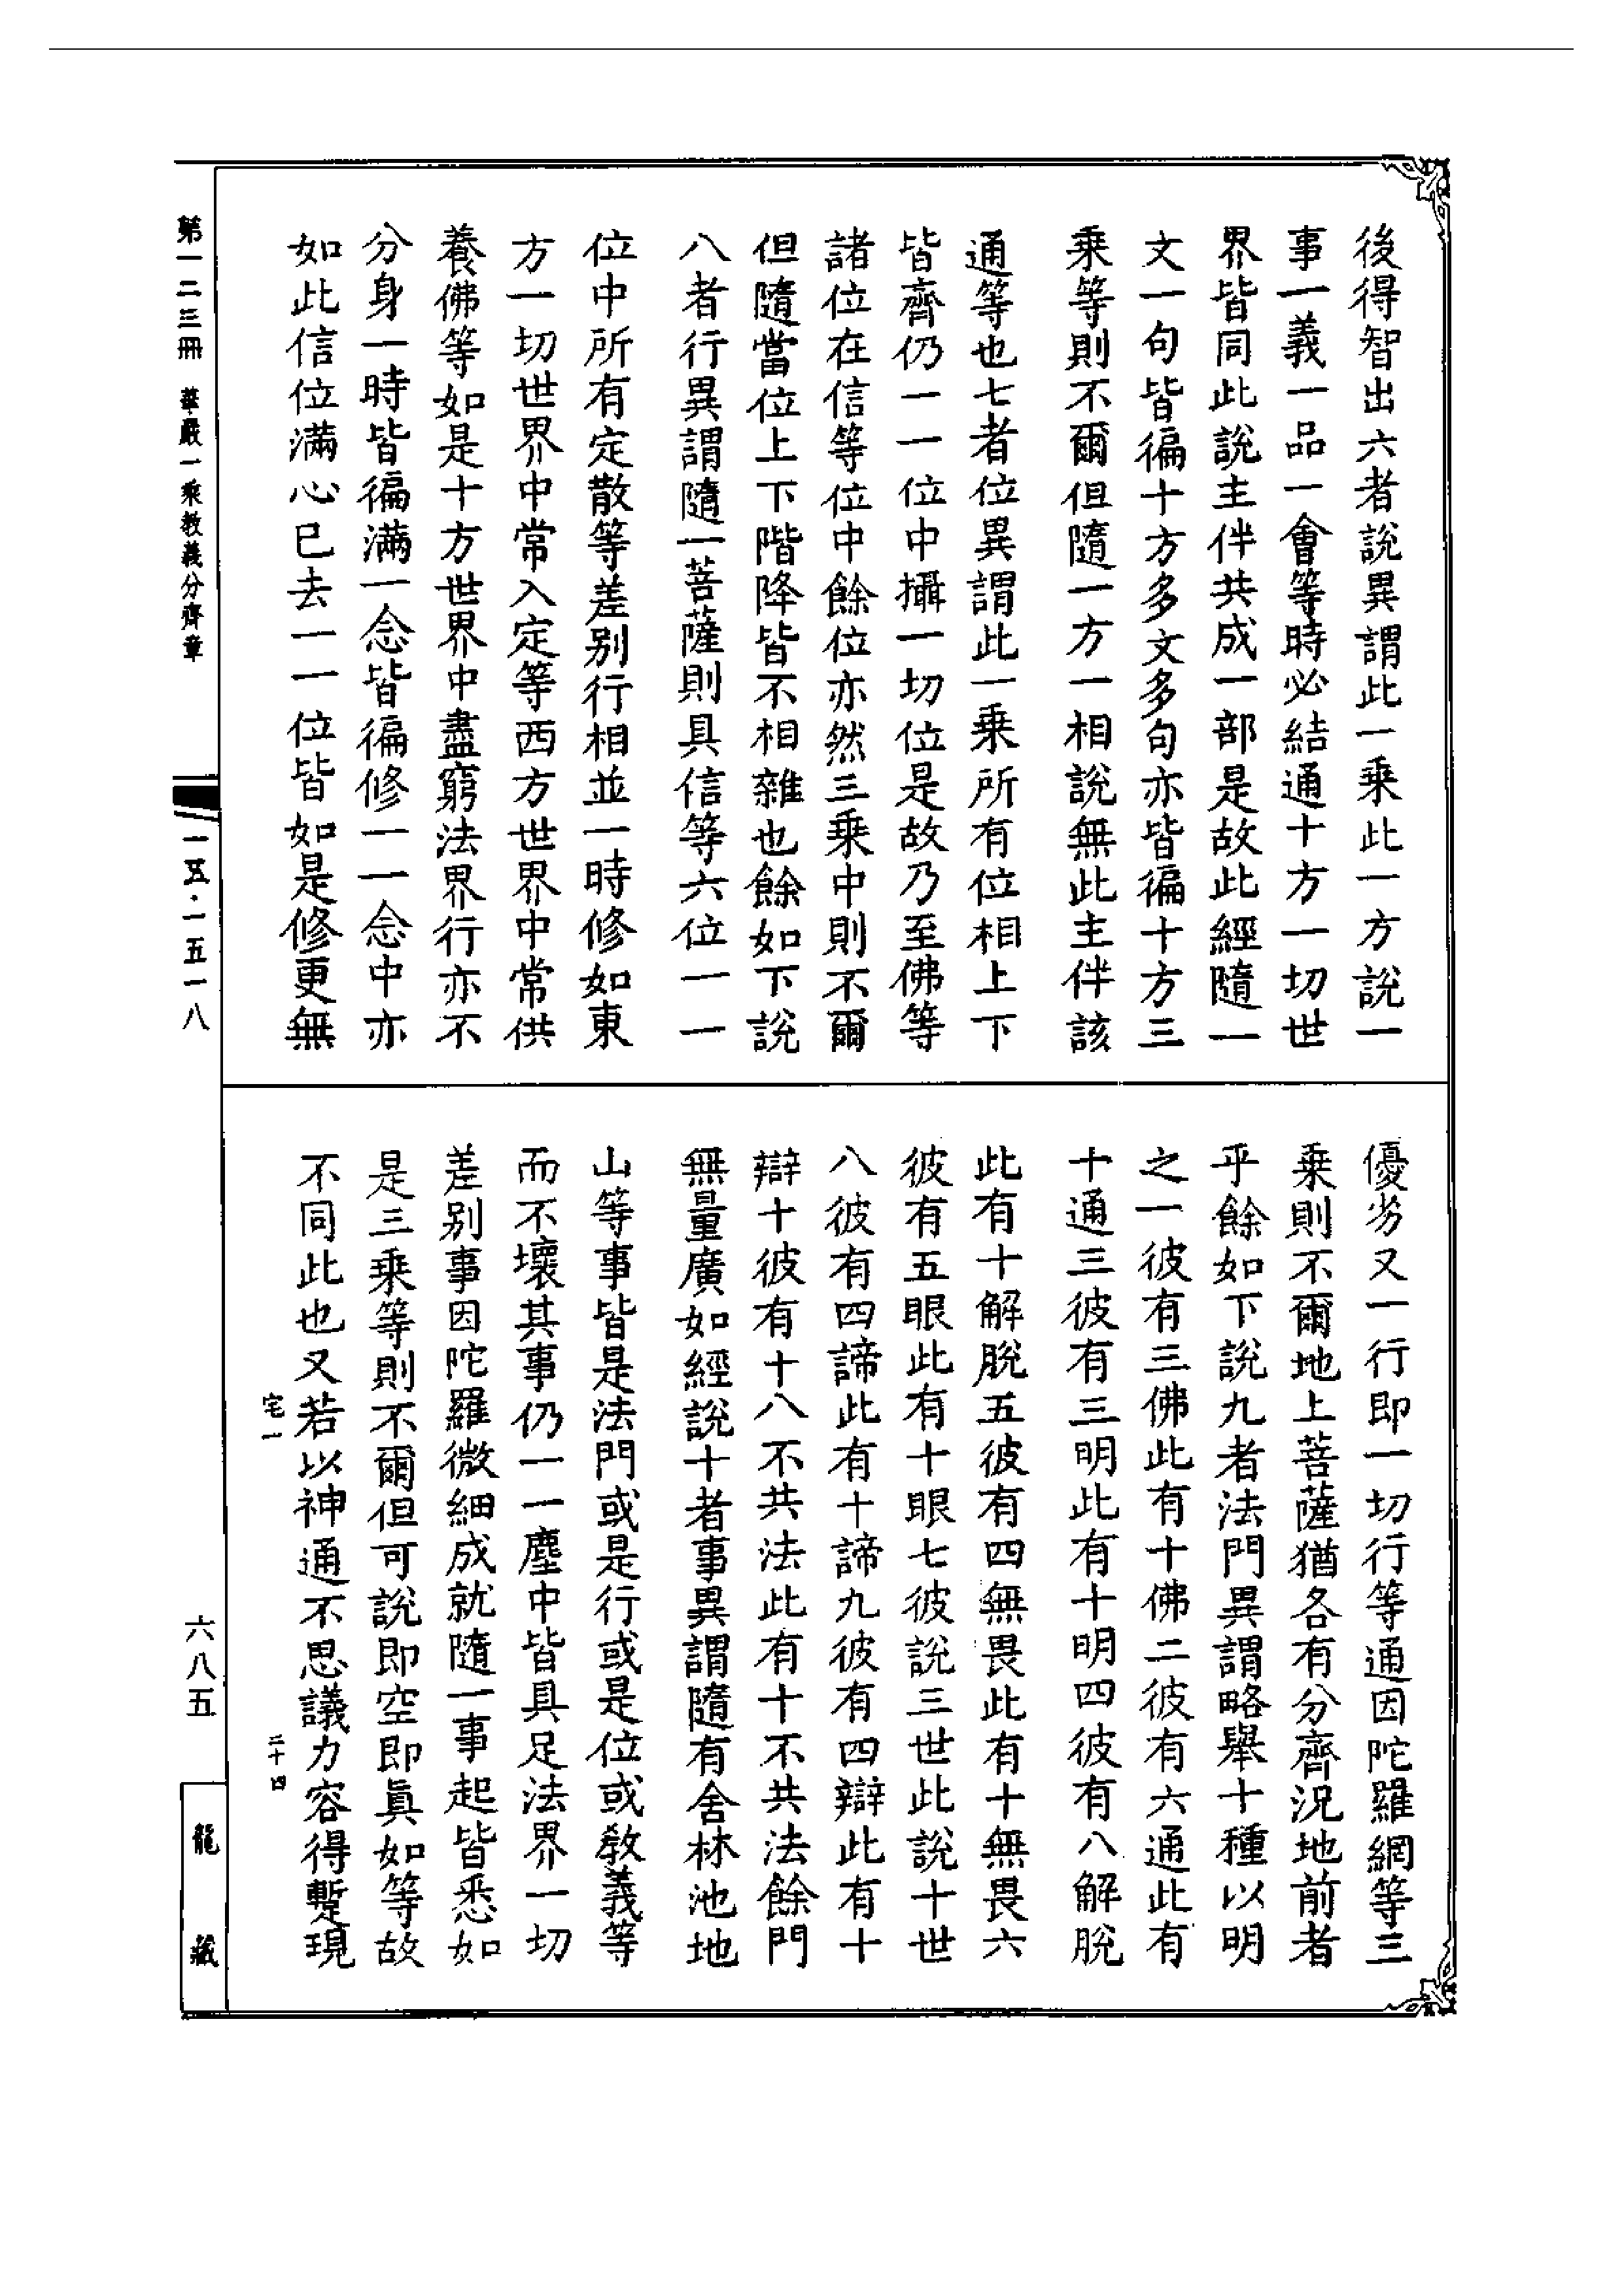 後得智出六者說異謂此一乘此一方說一
事一義一品一會等時必結通十方一切世
界皆同此說主伴共成一部是故此經隨一
文一句皆徧十方多文多句亦皆徧十方三
乘等則不爾但隨一方一相說無此主伴該
通等也七者位異謂此一乘所有位相上下
皆齊仍一一位中攝一切位是故乃至佛等
諸位在信等位中餘位亦然三乘中則不爾
但隨當位上下階降皆不相雜也餘如下說
八者行異謂隨一菩薩則具信等六位一一
位中所有定散等差別行相並一時修如東
方一切世界中常入定等西方世界中常供
養佛等如是十方世界中盡窮法界行亦不
分身一時皆徧滿一念皆徧修一一念中亦
如此信位滿心已去一一位皆如是修更無
優劣又一行即一切行等通因陀羅網等三
乘則不爾地上菩薩猶各有分齊況地前者
乎餘如下說九者法門異謂略舉十種以明
之一彼有三佛此有十佛二彼有六通此有
十通三彼有三明此有十明四彼有八解脫
此有十解脫五彼有四無畏此有十無畏六
彼有五眼此有十眼七彼說三世此說十世
八彼有四諦此有十諦九彼有四辯此有十
辯十彼有十八不共法此有十不共法餘門
無量廣如經說十者事異謂隨有舍林池地
山等事皆是法門或是行或是位或教義等
而不壞其事仍一一塵中皆具足法界一切
差別事因陀羅微細成就隨一事起皆悉如
是三乘等則不爾但可說即空即眞如等故
不同此也又若以神通不思議力容得蹔現
宅一 二十四
第一二三冊 華嚴一乘教義分齊章
一五·一五一八
六八五
龍藏